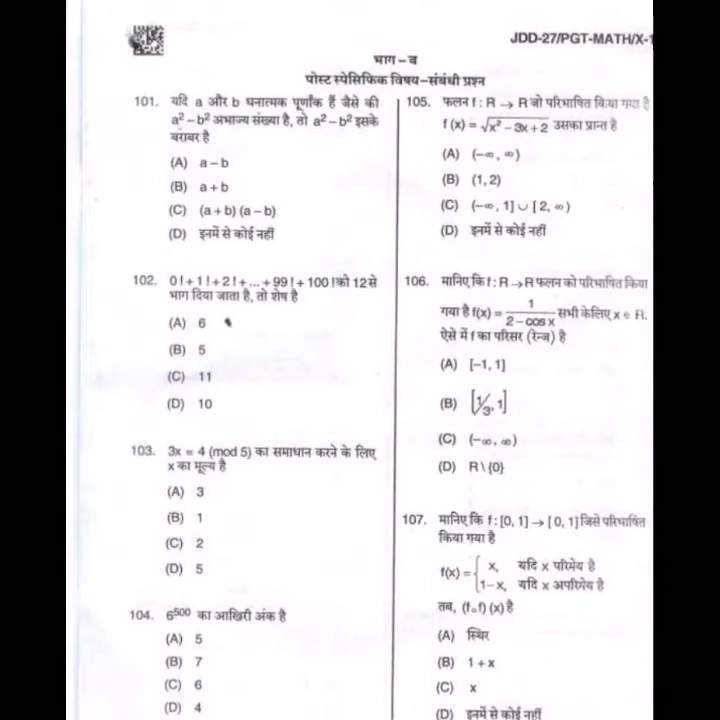 JDD-27/PGT-MATH/X-1
भाग – ब
पोस्ट स्पेसिफिक विषय–संबंधी प्रश्न
101. यदि a और b घनात्मक पूर्णांक हैं जैसे की
a² – b² अभाज्य संख्या है, तो a² – b² इसके
बराबर है
(A) a – b
(B) a + b
(C) (a + b) (a – b)
(D) इनमें से कोई नहीं
102. 0! + 1! + 2! + ... + 99! + 100! को 12 से
भाग दिया जाता है, तो शेष है
(A) 6
(B) 5
(C) 11
(D) 10
103. 3x ≡ 4 (mod 5) का समाधान करने के लिए
x का मूल्य है
(A) 3
(B) 1
(C) 2
(D) 5
104. 6⁵⁰⁰ का आखिरी अंक है
(A) 5
(B) 7
(C) 6
(D) 4
105. फलन f : R → R जो परिभाषित किया गया है
f (x) = √x² – 3x + 2 उसका प्रान्त है
(A) (–∞, ∞)
(B) (1, 2)
(C) (–∞, 1] ∪ [2, ∞)
(D) इनमें से कोई नहीं
106. मानिए कि f : R → R फलन को परिभाषित किया
गया है f(x) = 1/(2 – cos x) सभी के लिए x ∈ R.
ऐसे में f का परिसर (रेन्ज) है
(A) [–1, 1]
(B) [1/3, 1]
(C) (–∞, ∞)
(D) R \ {0}
107. मानिए कि f : [0, 1] → [0, 1] जिसे परिभाषित
किया गया है
f(x) = { x, यदि x परिमेय है
1 – x, यदि x अपरिमेय है
तब, (f∘f) (x) है
(A) स्थिर
(B) 1 + x
(C) x
(D) इनमें से कोई नहीं